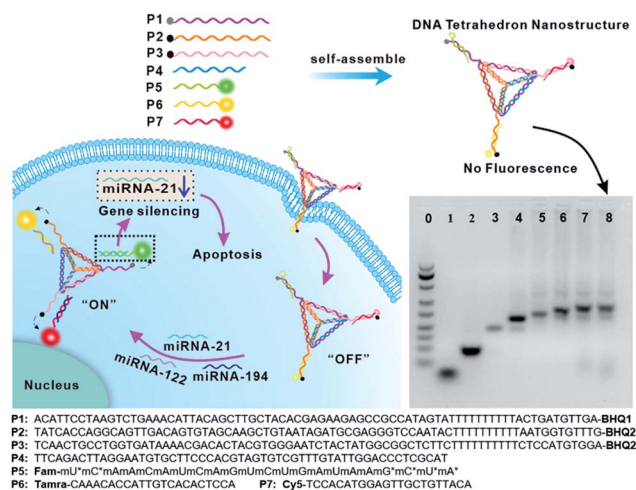 P1
P2
P3
P4
P5
P6
P7
self-assemble
DNA Tetrahedron Nanostructure
No Fluorescence
miRNA-21
Gene silencing
Apoptosis
"ON"
"OFF"
miRNA-21
miRNA-122
miRNA-194
Nucleus
0 1 2 3 4 5 6 7 8
P1: ACATTCCTAAGTCTGAAACATTACAGCTTGCTACACGAGAAGAGCCGCCATAGTATTTTTTTTTTACTGATGTTGA-BHQ1
P2: TATCACCAGGCAGTTGACAGTGTAGCAAGCTGTAATAGATGCGAGGGTCCAATACTTTTTTTTTTAATGGTGTTTG-BHQ2
P3: TCAACTGCCTGGTGATAAAACGACACTACGTGGGAATCTACTATGGCGGCTCTTCTTTTTTTTTTCTCCATGTGGA-BHQ2
P4: TTCAGACTTAGGAATGTGCTTCCCACGTAGTGTCGTTTGTATTGGACCCTCGCAT
P5: Fam-mU*mC*mAmAmCmAmUmCmAmGmUmCmUmGmAmUmAmAmG*mC*mU*mA*
P6: Tamra-CAAACACCATTGTCACACTCCA P7: Cy5-TCCACATGGAGTTGCTGTTACA